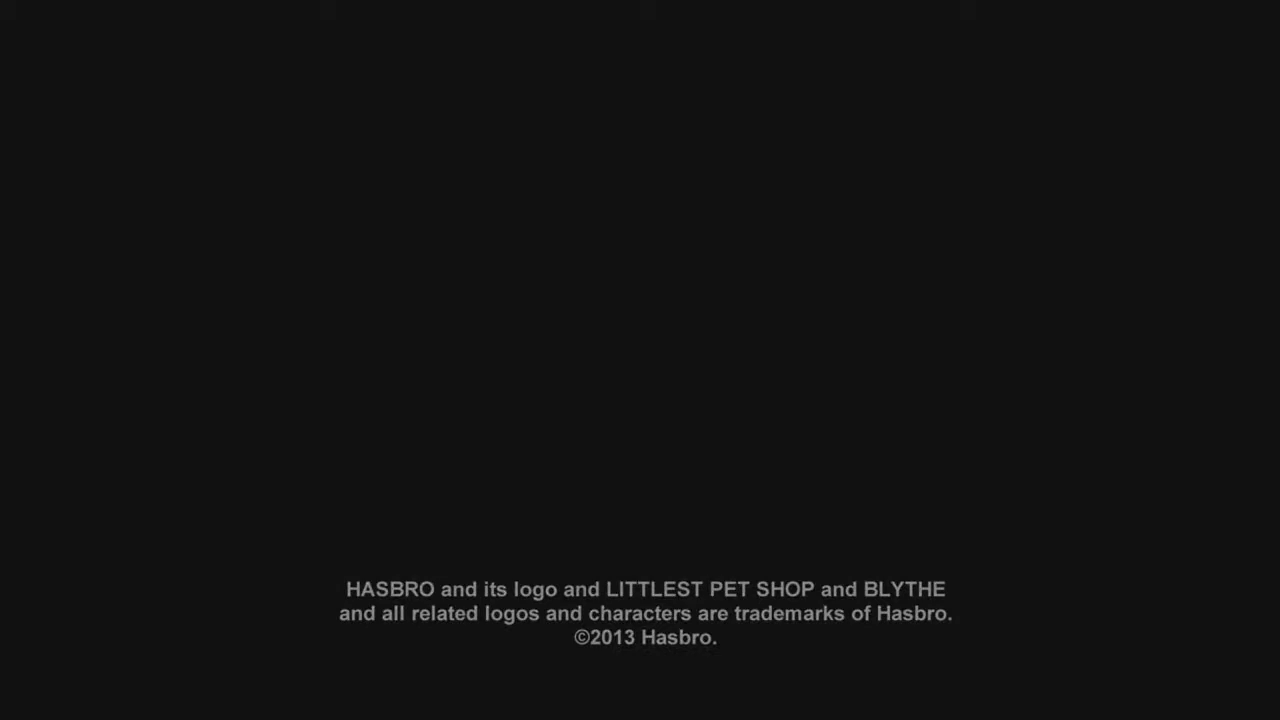 HASBRO and its logo and LITTLEST PET SHOP and BLYTHE
and all related logos and characters are trademarks of Hasbro.
©2013 Hasbro.